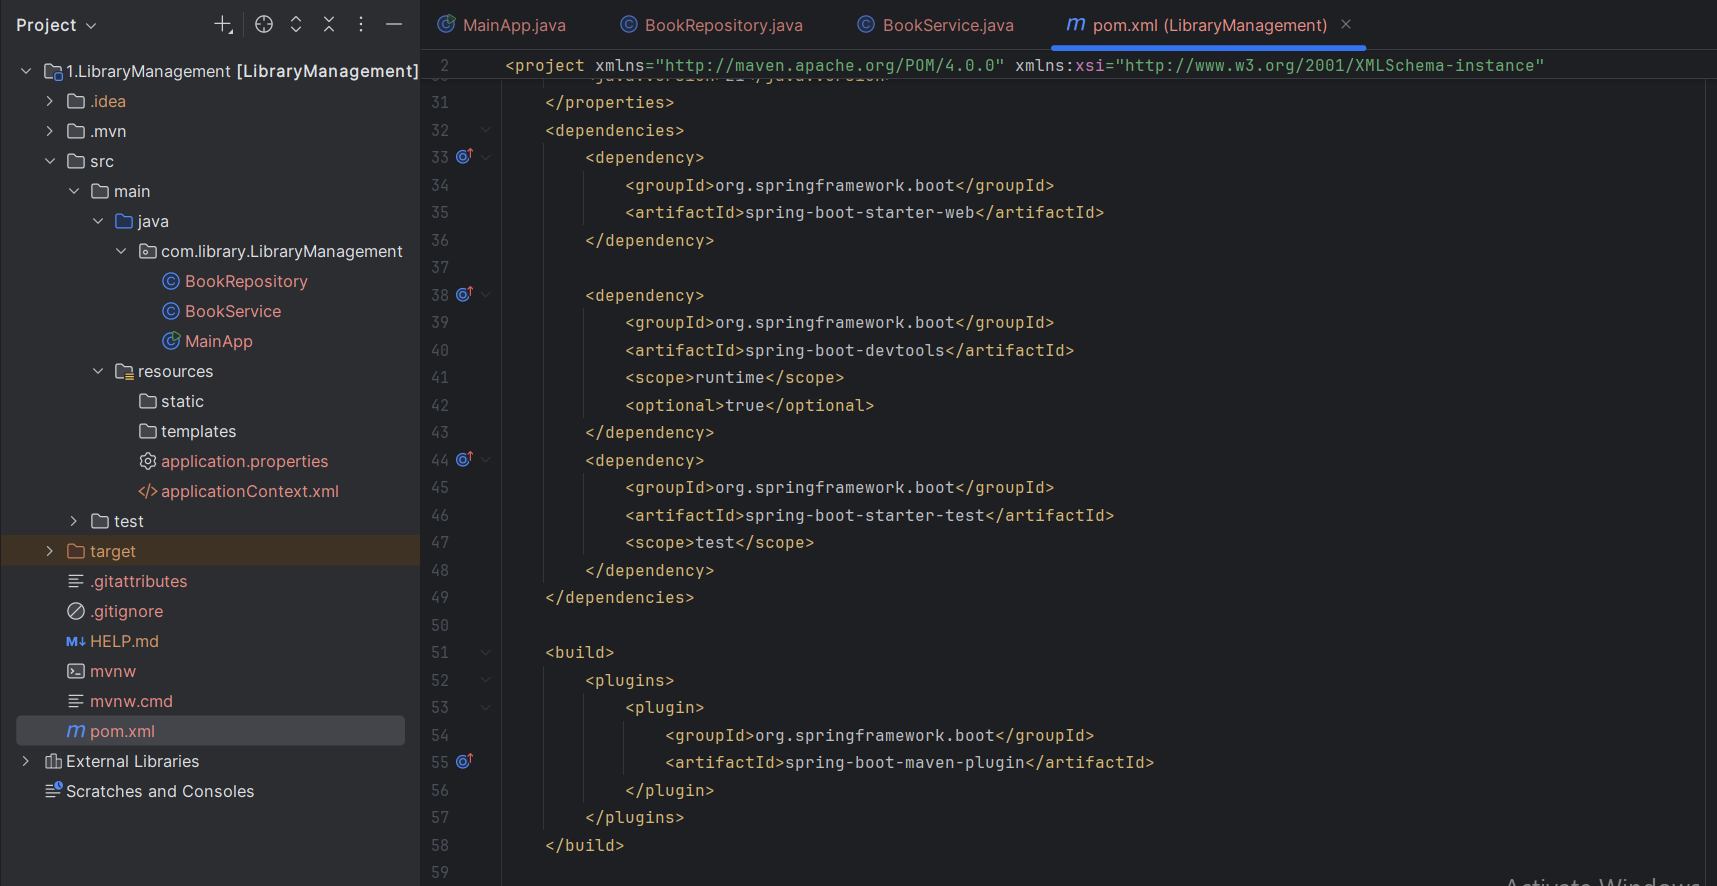 Project
1.LibraryManagement [LibraryManagement]
.idea
.mvn
src
main
java
com.library.LibraryManagement
BookRepository
BookService
MainApp
resources
static
templates
application.properties
applicationContext.xml
test
target
.gitattributes
.gitignore
HELP.md
mvnw
mvnw.cmd
pom.xml
External Libraries
Scratches and Consoles
MainApp.java BookRepository.java BookService.java pom.xml (LibraryManagement)
2 <project xmlns="http://maven.apache.org/POM/4.0.0" xmlns:xsi="http://www.w3.org/2001/XMLSchema-instance"
31 </properties>
32 <dependencies>
33 <dependency>
34 <groupId>org.springframework.boot</groupId>
35 <artifactId>spring-boot-starter-web</artifactId>
36 </dependency>
37
38 <dependency>
39 <groupId>org.springframework.boot</groupId>
40 <artifactId>spring-boot-devtools</artifactId>
41 <scope>runtime</scope>
42 <optional>true</optional>
43 </dependency>
44 <dependency>
45 <groupId>org.springframework.boot</groupId>
46 <artifactId>spring-boot-starter-test</artifactId>
47 <scope>test</scope>
48 </dependency>
49 </dependencies>
50
51 <build>
52 <plugins>
53 <plugin>
54 <groupId>org.springframework.boot</groupId>
55 <artifactId>spring-boot-maven-plugin</artifactId>
56 </plugin>
57 </plugins>
58 </build>
59
Activate Windows